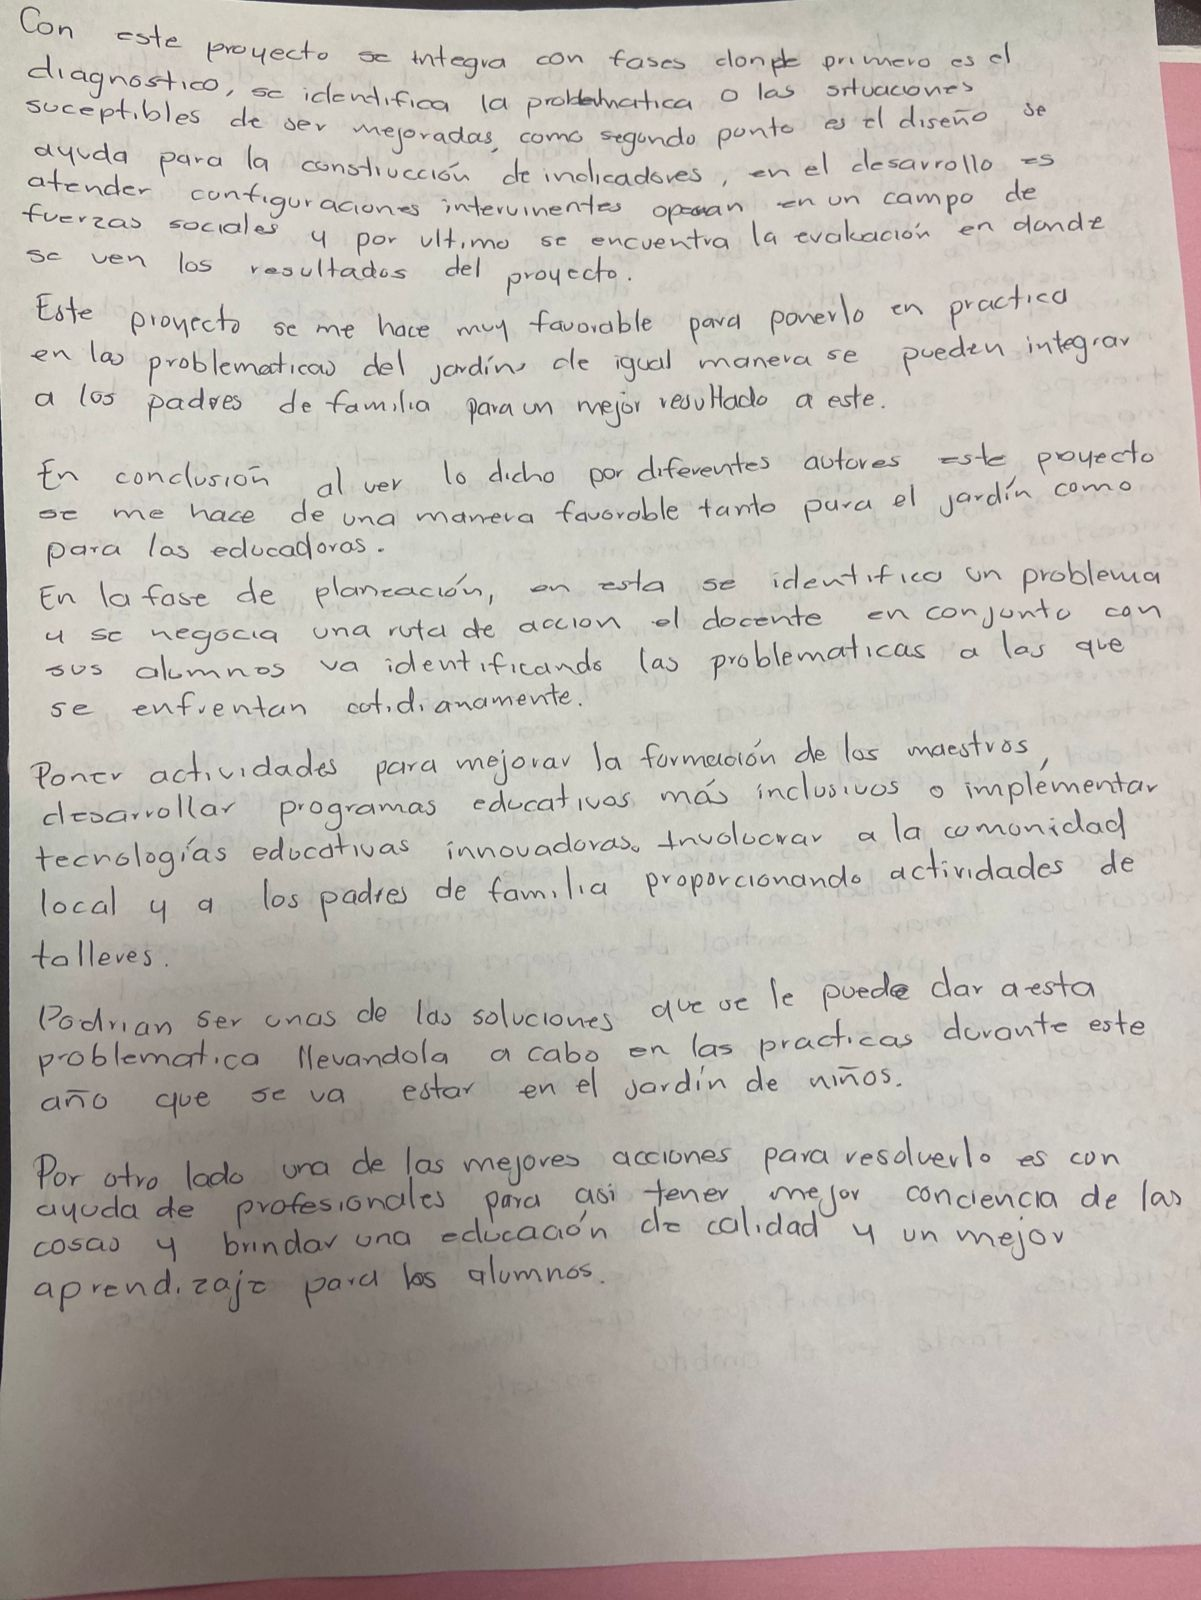 Con este proyecto se integra con fases donde primero es el
diagnostico, se identifica la problematica o las situaciones
suceptibles de ser mejoradas, como segundo punto es el diseño se
ayuda para la construcción de indicadores, en el desarrollo es
atender configuraciones intervinentes operan en un campo de
fuerzas sociales y por ultimo se encuentra la evaluación en donde
se ven los resultados del proyecto.
Este proyecto se me hace muy favorable para ponerlo en practica
en las problematicas del jardín, de igual manera se pueden integrar
a los padres de familia para un mejor resultado a este.
En conclusión al ver lo dicho por diferentes autores este proyecto
se me hace de una manera favorable tanto para el jardín como
para las educadoras.
En la fase de planeación, en esta se identifica un problema
y se negocia una ruta de accion el docente en conjunto con
sus alumnos va identificando las problematicas a las que
se enfrentan cotidianamente.
Poner actividades para mejorar la formación de los maestros,
desarrollar programas educativos más inclusivos o implementar
tecnologías educativas innovadoras. Involucrar a la comunidad
local y a los padres de familia proporcionando actividades de
talleres.
Podrian ser unas de las soluciones que se le puede dar a esta
problematica llevandola a cabo en las practicas durante este
año que se va estar en el jardín de niños.
Por otro lado una de las mejores acciones para resolverlo es con
ayuda de profesionales para asi tener mejor conciencia de las
cosas y brindar una educación de calidad y un mejor
aprendizaje para los alumnos.